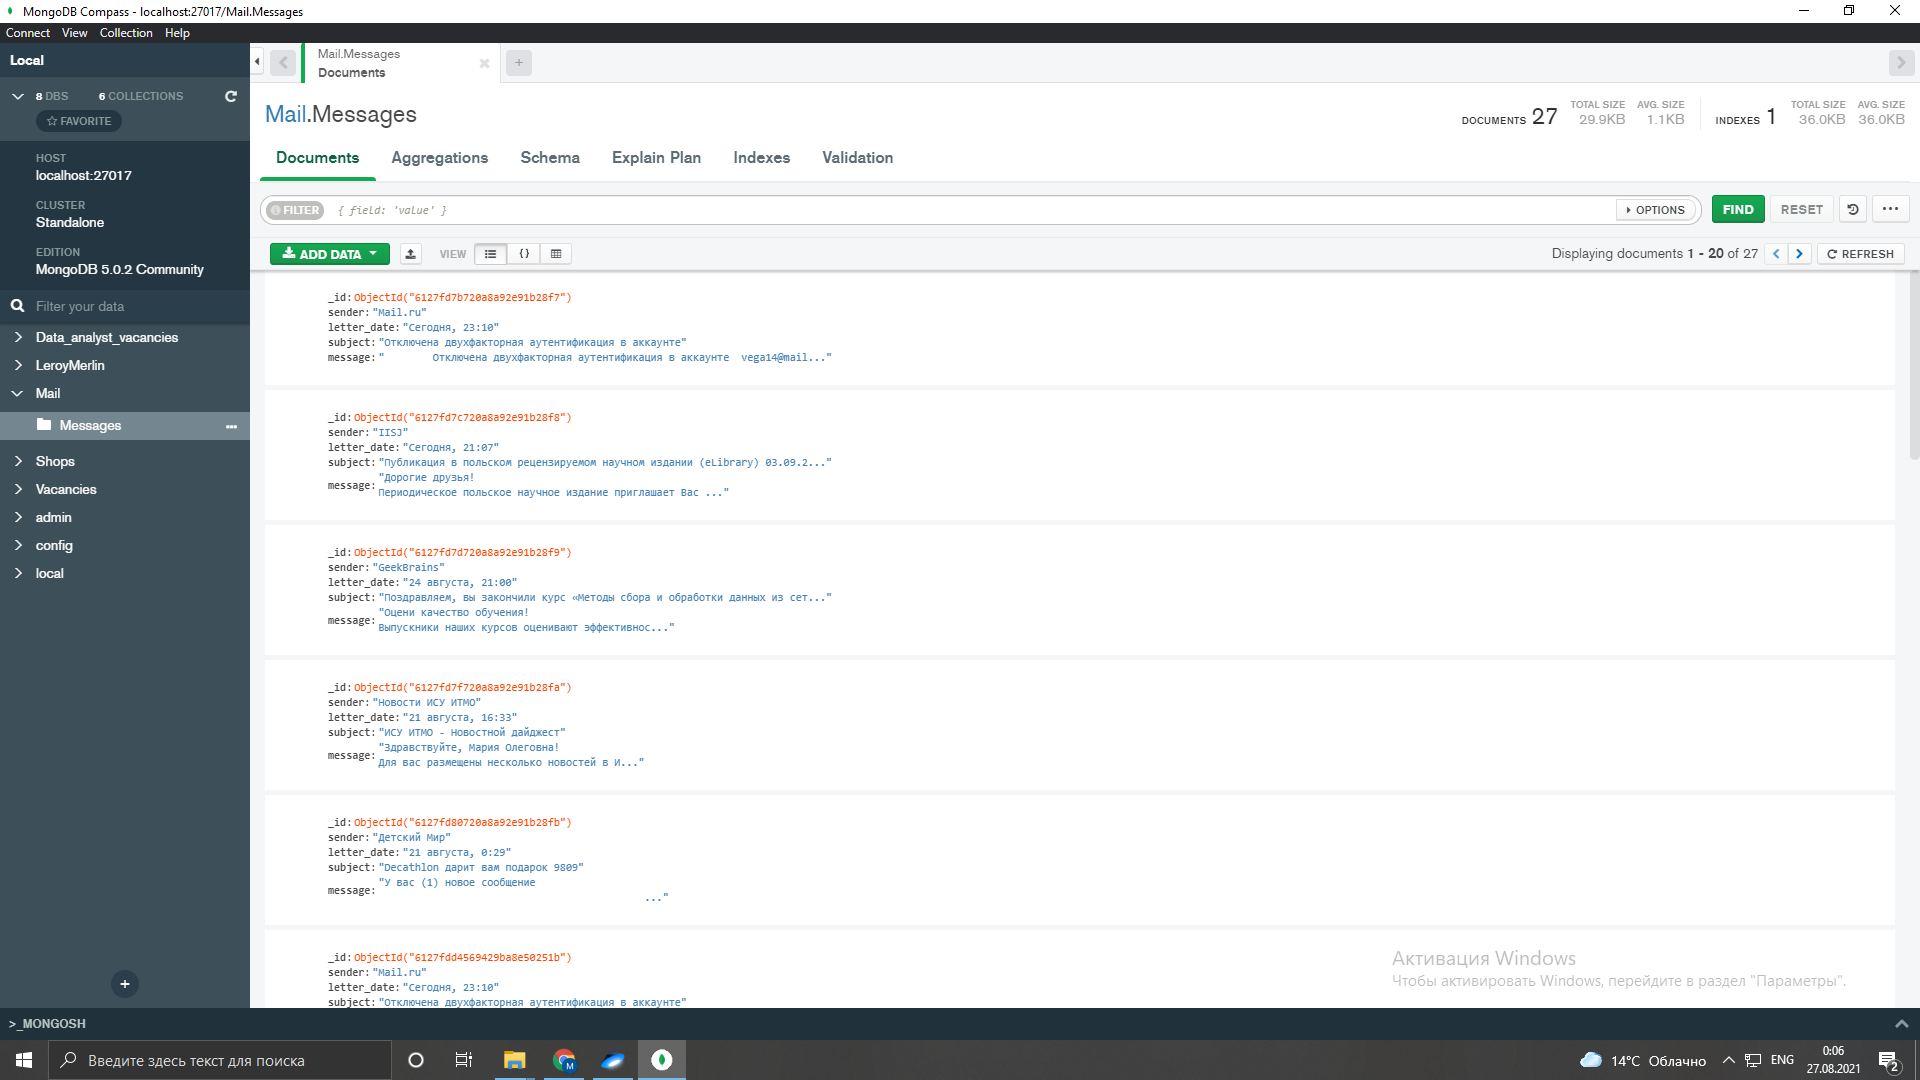 MongoDB Compass - localhost:27017/Mail.Messages
Connect View Collection Help
Local
8 DBS 6 COLLECTIONS
FAVORITE
HOST
localhost:27017
CLUSTER
Standalone
EDITION
MongoDB 5.0.2 Community
Filter your data
Data_analyst_vacancies
LeroyMerlin
Mail
Messages
Shops
Vacancies
admin
config
local
Mail.Messages
Documents
Mail.Messages
DOCUMENTS 27 TOTAL SIZE 29.9KB AVG. SIZE 1.1KB INDEXES 1 TOTAL SIZE 36.0KB AVG. SIZE 36.0KB
Documents Aggregations Schema Explain Plan Indexes Validation
FILTER { field: 'value' } OPTIONS FIND RESET
ADD DATA VIEW Displaying documents 1 - 20 of 27 REFRESH
_id: ObjectId("6127fd7b720a8a92e91b28f7")
sender: "Mail.ru"
letter_date: "Сегодня, 23:10"
subject: "Отключена двухфакторная аутентификация в аккаунте"
message: " Отключена двухфакторная аутентификация в аккаунте vega14@mail..."
_id: ObjectId("6127fd7c720a8a92e91b28f8")
sender: "IISJ"
letter_date: "Сегодня, 21:07"
subject: "Публикация в польском рецензируемом научном издании (eLibrary) 03.09.2..."
message: "Дорогие друзья!
Периодическое польское научное издание приглашает Вас ..."
_id: ObjectId("6127fd7d720a8a92e91b28f9")
sender: "GeekBrains"
letter_date: "24 августа, 21:00"
subject: "Поздравляем, вы закончили курс «Методы сбора и обработки данных из сет..."
message: "Оцени качество обучения!
Выпускники наших курсов оценивают эффективнос..."
_id: ObjectId("6127fd7f720a8a92e91b28fa")
sender: "Новости ИСУ ИТМО"
letter_date: "21 августа, 16:33"
subject: "ИСУ ИТМО - Новостной дайджест"
message: "Здравствуйте, Мария Олеговна!
Для вас размещены несколько новостей в И..."
_id: ObjectId("6127fd80720a8a92e91b28fb")
sender: "Детский Мир"
letter_date: "21 августа, 0:29"
subject: "Decathlon дарит вам подарок 9809"
message: "У вас (1) новое сообщение
..."
_id: ObjectId("6127fdd4569429ba8e50251b")
sender: "Mail.ru"
letter_date: "Сегодня, 23:10"
subject: "Отключена двухфакторная аутентификация в аккаунте"
Активация Windows
Чтобы активировать Windows, перейдите в раздел "Параметры".
>_MONGOSH
Введите здесь текст для поиска
14°C Облачно ENG 0:06
27.08.2021
2